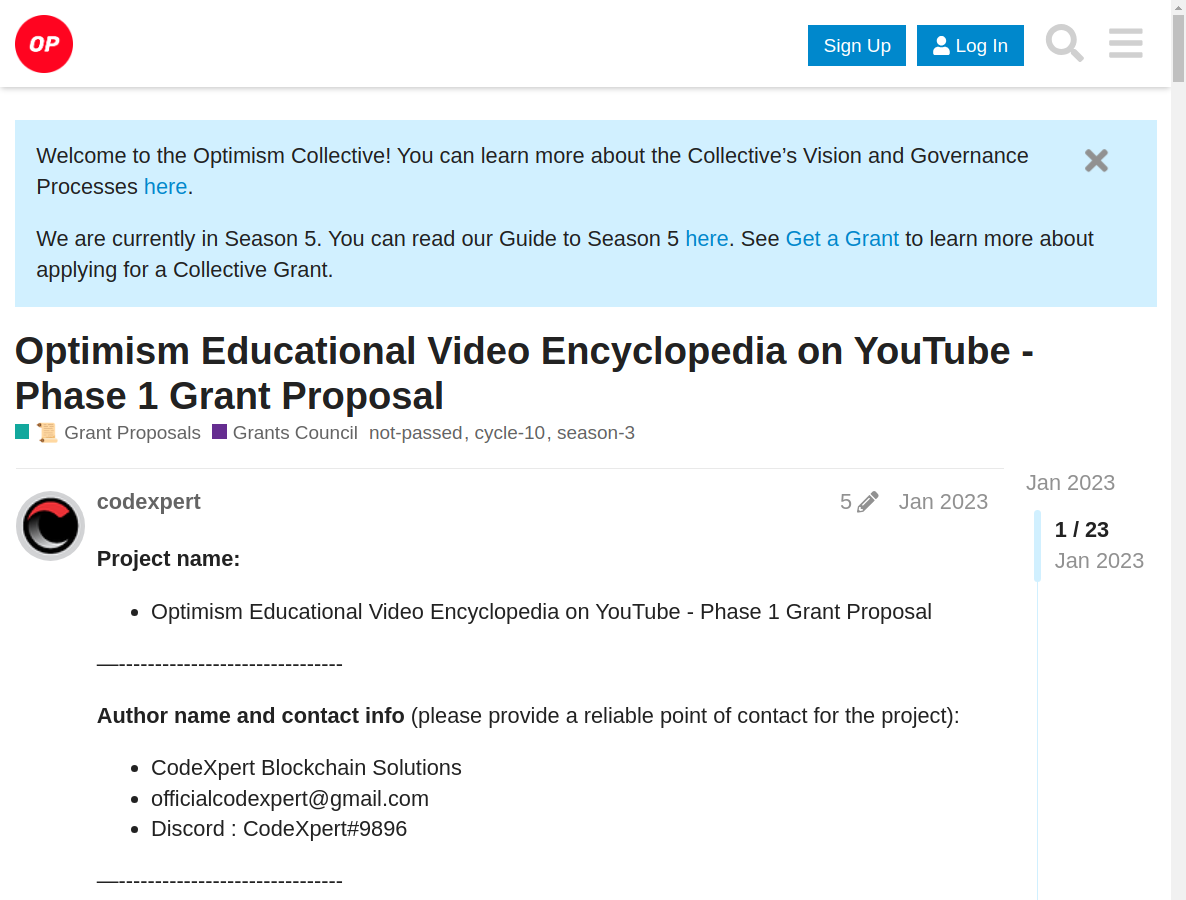 OP
Sign Up
Log In
Welcome to the Optimism Collective! You can learn more about the Collective’s Vision and Governance
Processes here.
We are currently in Season 5. You can read our Guide to Season 5 here. See Get a Grant to learn more about
applying for a Collective Grant.
Optimism Educational Video Encyclopedia on YouTube -
Phase 1 Grant Proposal
📜 Grant Proposals Grants Council not-passed, cycle-10, season-3
codexpert 5 Jan 2023
Jan 2023
1 / 23
Jan 2023
Project name:
• Optimism Educational Video Encyclopedia on YouTube - Phase 1 Grant Proposal
—-------------------------------
Author name and contact info (please provide a reliable point of contact for the project):
• CodeXpert Blockchain Solutions
• officialcodexpert@gmail.com
• Discord : CodeXpert#9896
—-------------------------------